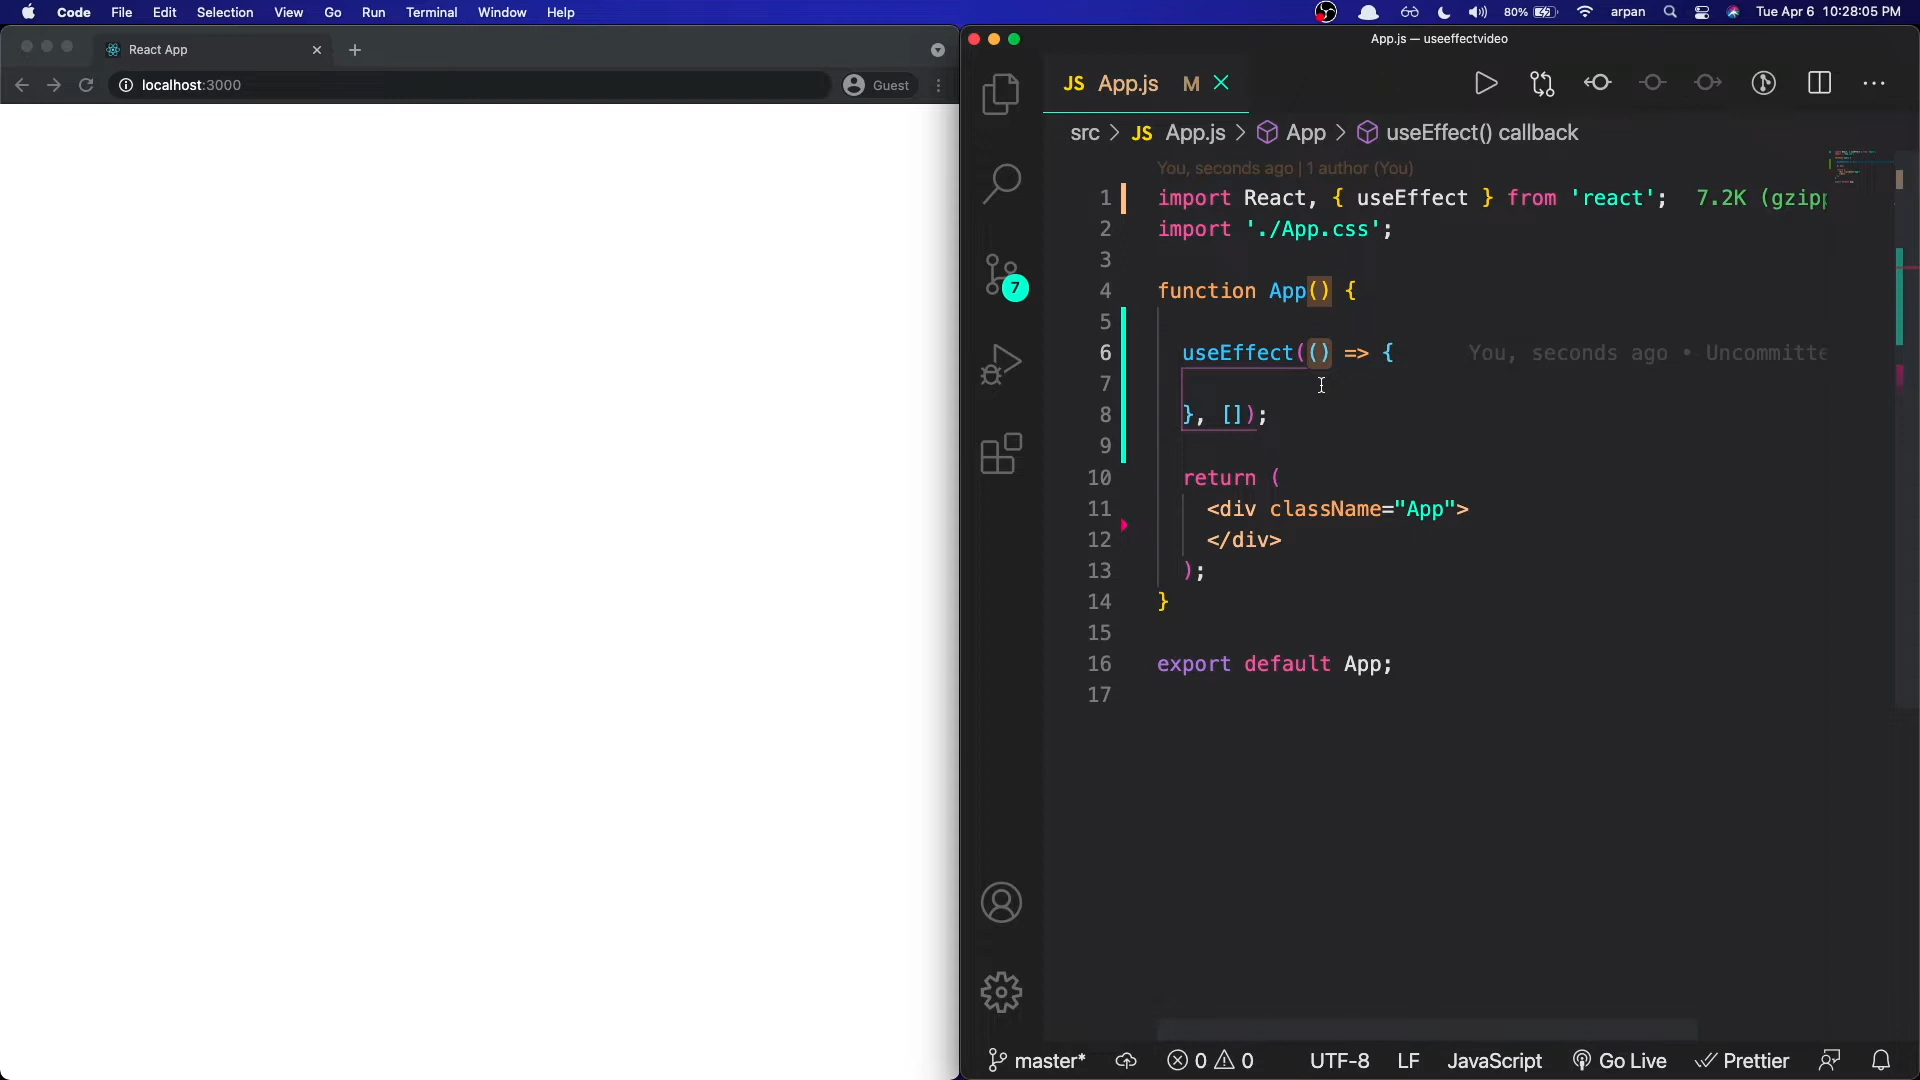 Code File Edit Selection View Go Run Terminal Window Help
80% arpan Tue Apr 6 10:28:05 PM
React App
localhost:3000
Guest
App.js — useeffectvideo
JS App.js M
src > JS App.js > App > useEffect() callback
You, seconds ago | 1 author (You)
1 import React, { useEffect } from 'react'; 7.2K (gzipp
2 import './App.css';
3
4 function App() {
5
6 useEffect(() => { You, seconds ago • Uncommitte
7
8 }, []);
9
10 return (
11 <div className="App">
12 </div>
13 );
14 }
15
16 export default App;
17
7
master* 0 0 UTF-8 LF JavaScript Go Live Prettier